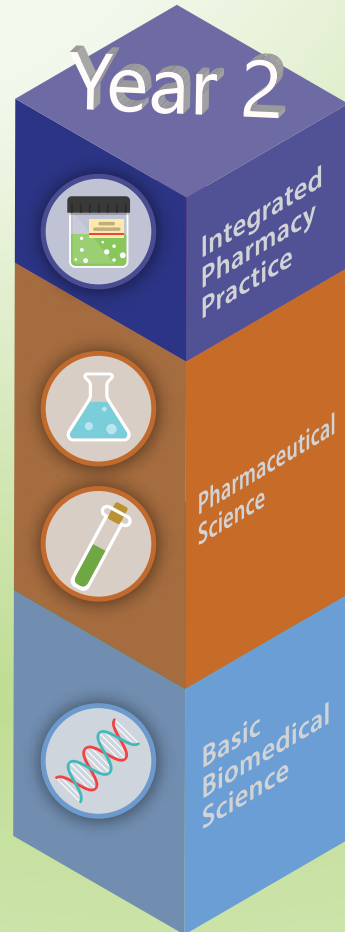 Year 2
Integrated
Pharmacy
Practice
Pharmaceutical
Science
Basic
Biomedical
Science